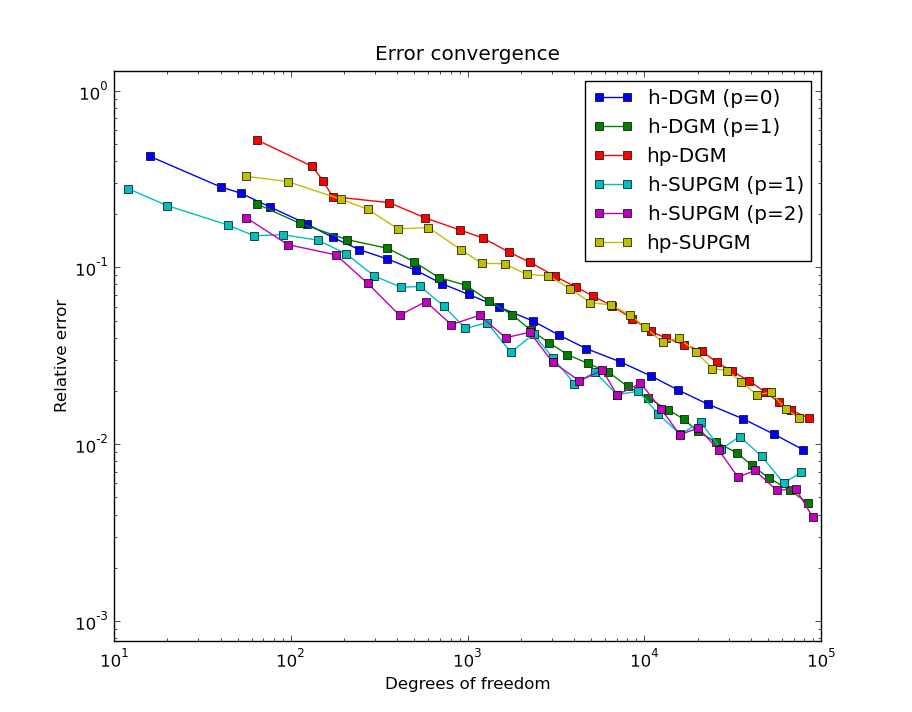 Error convergence
10^0
10^-1
10^-2
10^-3
Relative error
h-DGM (p=0)
h-DGM (p=1)
hp-DGM
h-SUPGM (p=1)
h-SUPGM (p=2)
hp-SUPGM
10^1
10^2
10^3
10^4
10^5
Degrees of freedom